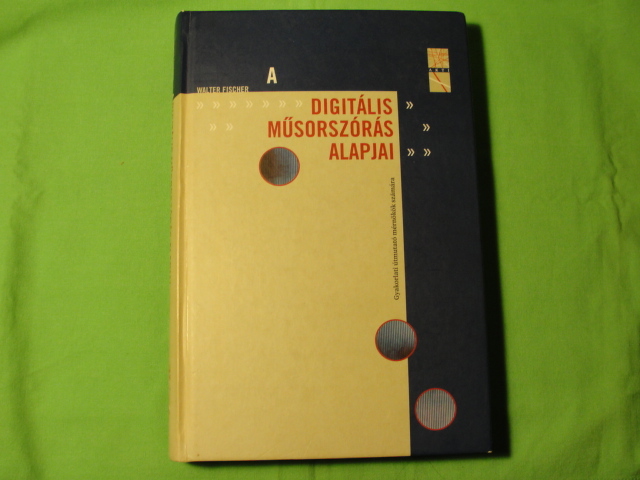 A
WALTER FISCHER
» » » » » » » DIGITÁLIS »
» » MŰSORSZÓRÁS »
ALAPJAI » »
Gyakorlati útmutató mérnökök számára